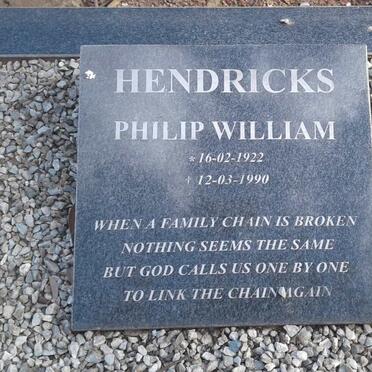 HENDRICKS
PHILIP WILLIAM
* 16-02-1922
† 12-03-1990
WHEN A FAMILY CHAIN IS BROKEN
NOTHING SEEMS THE SAME
BUT GOD CALLS US ONE BY ONE
TO LINK THE CHAIN AGAIN